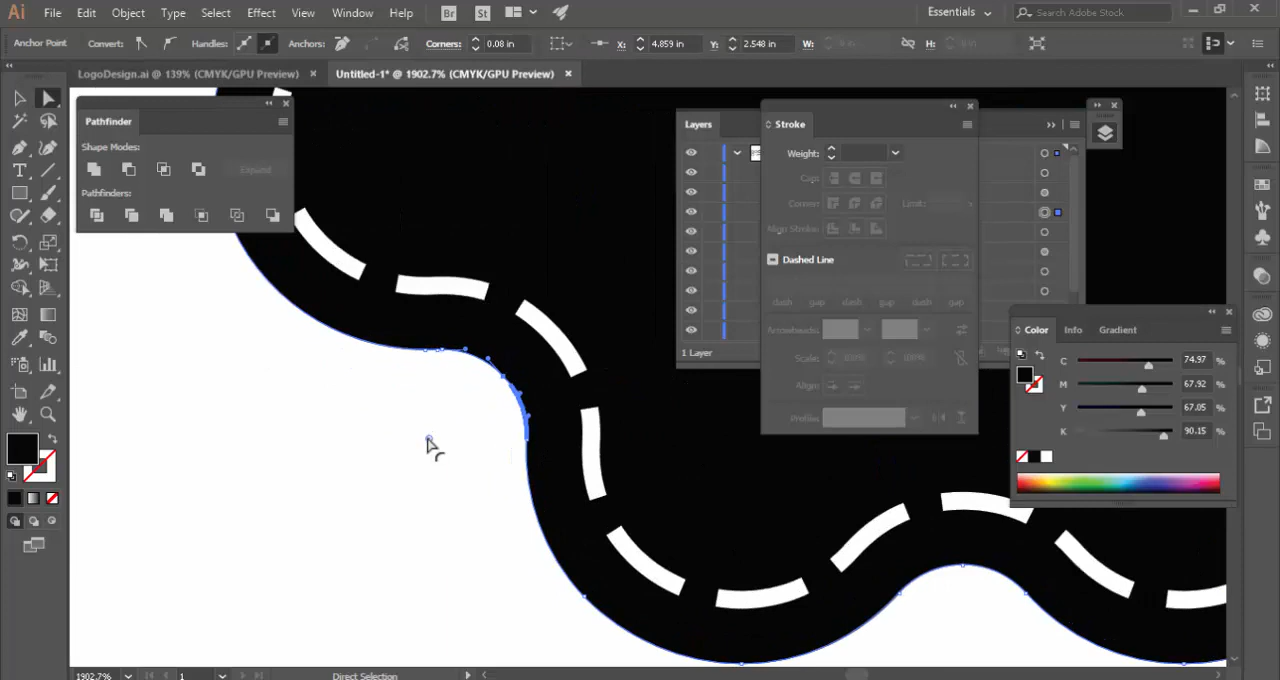 Ai File Edit Object Type Select Effect View Window Help Br St Essentials Search Adobe Stock
Anchor Point Convert: Handles: Anchors: Corners: 0.08 in X: 4.859 in Y: 2.548 in W: H:
LogoDesign.ai @ 139% (CMYK/GPU Preview) × Untitled-1* @ 1902.7% (CMYK/GPU Preview) ×
Pathfinder
Shape Modes:
Expand
Pathfinders:
Layers
1 Layer
Stroke
Weight:
Cap:
Corner: Limit:
Align Stroke:
Dashed Line
dash gap dash gap dash gap
Arrowheads:
Scale: 100% 100%
Align:
Profile:
Color Info Gradient
C 74.97 %
M 67.92 %
Y 67.05 %
K 90.15 %
1902.7% 1 Direct Selection